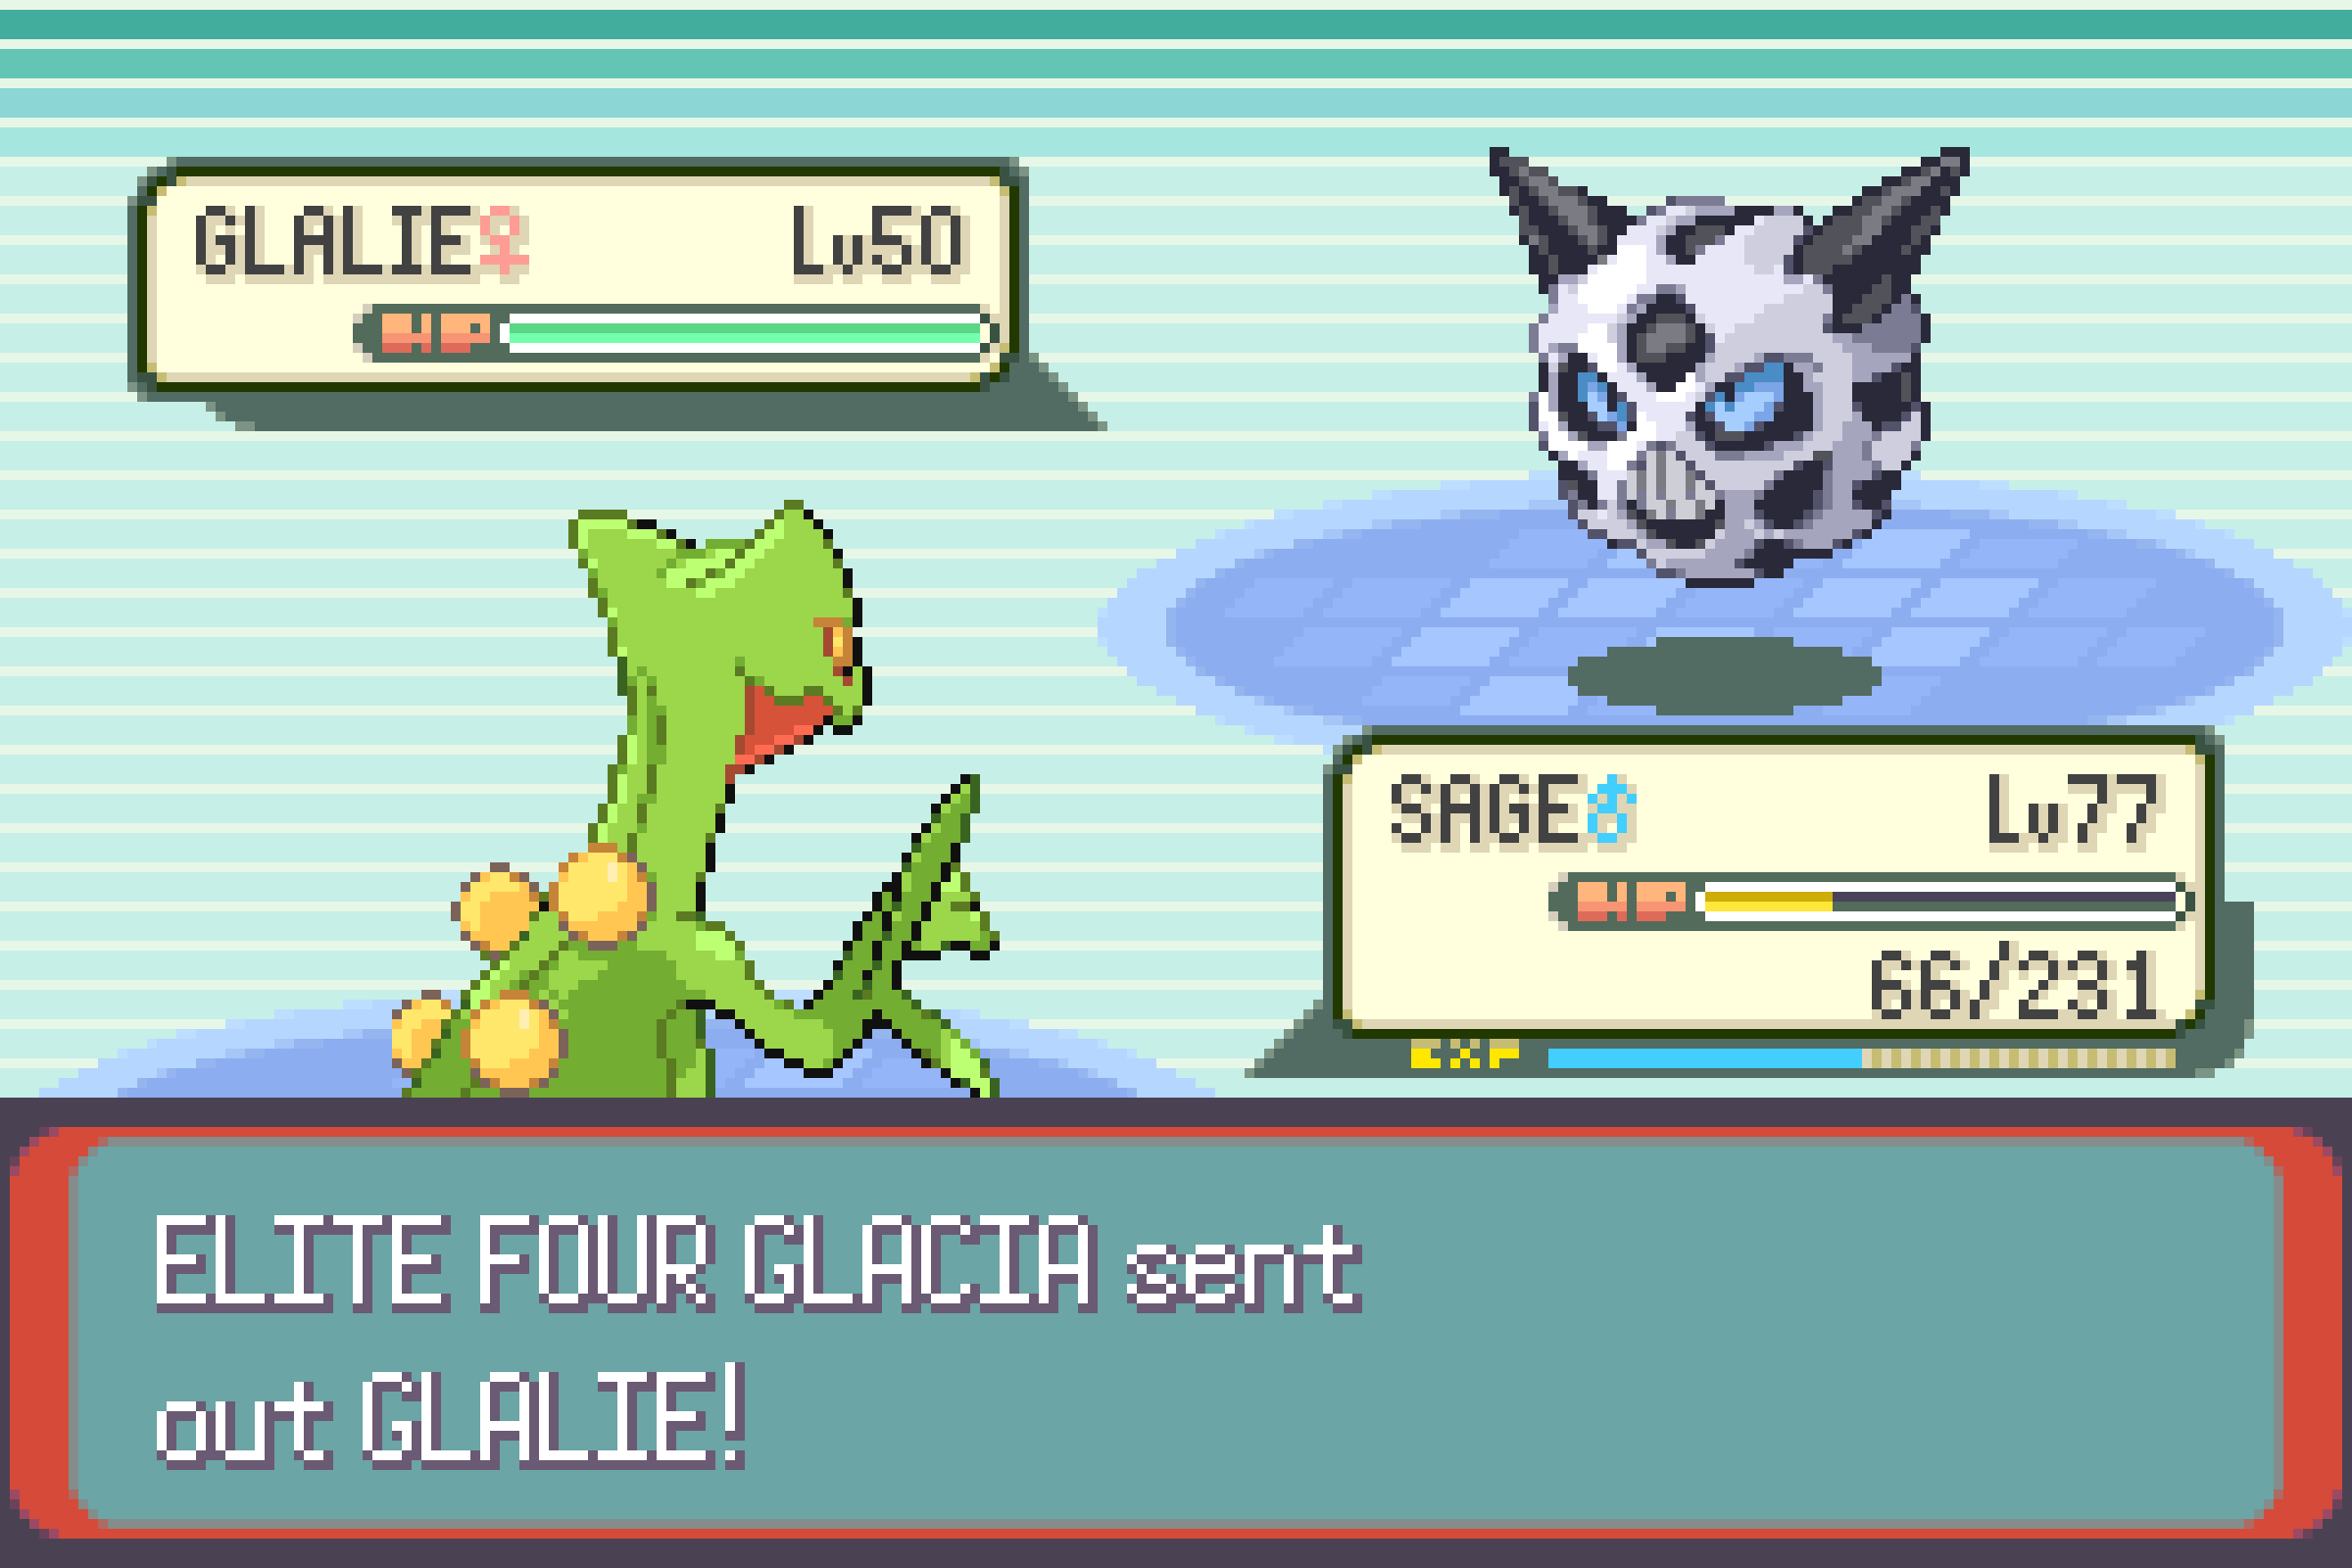 GLALIE♀ Lv50
HP
SAGE♂ Lv77
HP
66/231
EXP
ELITE FOUR GLACIA sent
out GLALIE!